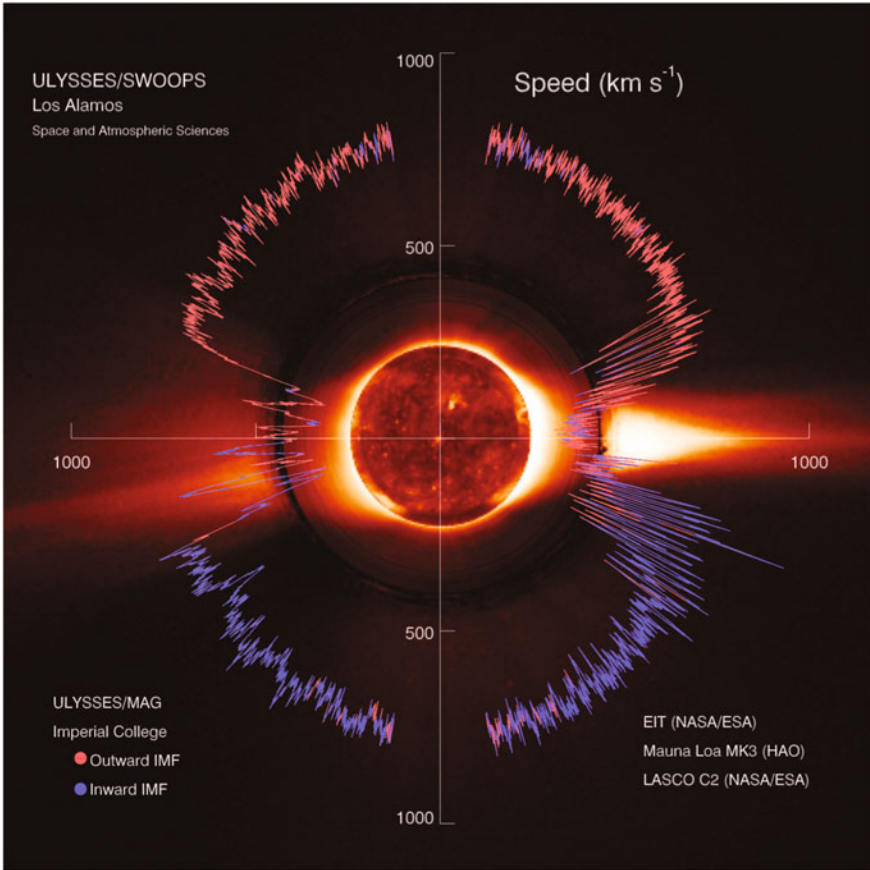 ULYSSES/SWOOPS
Los Alamos
Space and Atmospheric Sciences
Speed (km s-1)
1000
500
1000
1000
500
1000
ULYSSES/MAG
Imperial College
Outward IMF
Inward IMF
EIT (NASA/ESA)
Mauna Loa MK3 (HAO)
LASCO C2 (NASA/ESA)